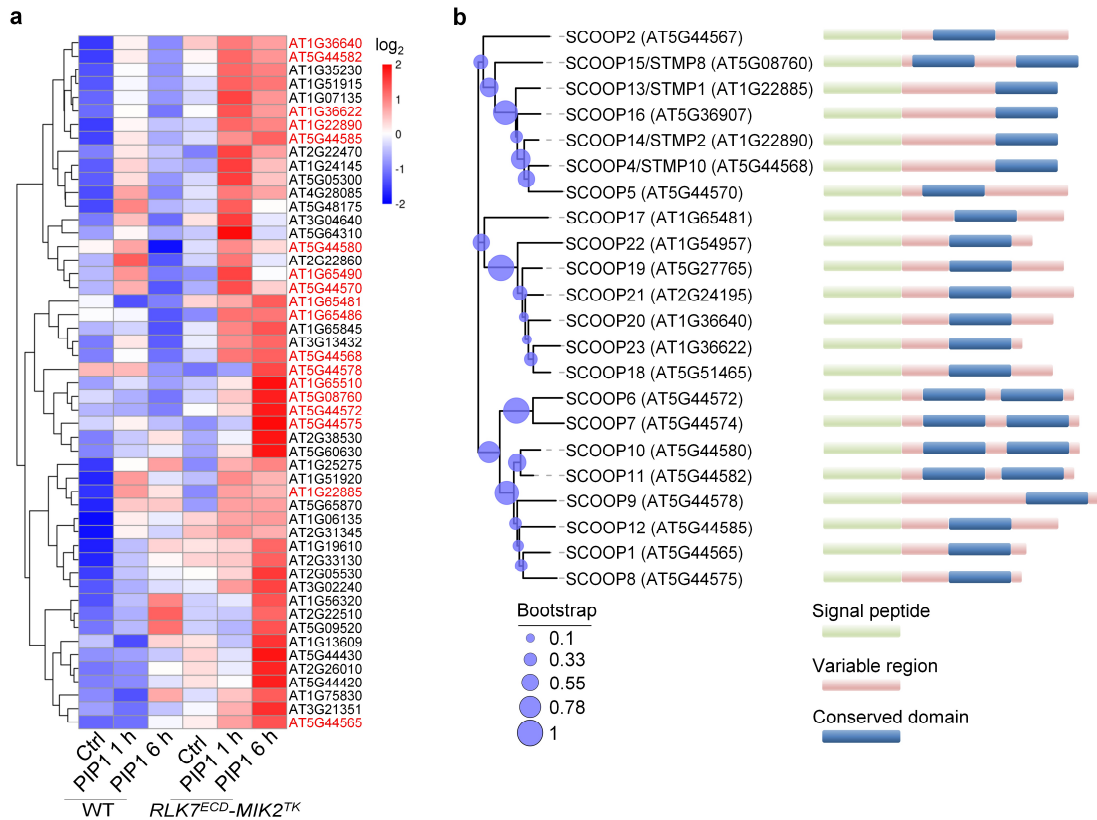 a
AT1G36640
AT5G44582
AT1G35230
AT1G51915
AT1G07135
AT1G36622
AT1G22890
AT5G44585
AT2G22470
AT1G24145
AT5G05300
AT4G28085
AT5G48175
AT3G04640
AT5G64310
AT5G44580
AT2G22860
AT1G65490
AT5G44570
AT1G65481
AT1G65486
AT1G65845
AT3G13432
AT5G44568
AT5G44578
AT1G65510
AT5G08760
AT5G44572
AT5G44575
AT2G38530
AT5G60630
AT1G25275
AT1G51920
AT1G22885
AT5G65870
AT1G06135
AT2G31345
AT1G19610
AT2G33130
AT2G05530
AT3G02240
AT1G56320
AT2G22510
AT5G09520
AT1G13609
AT5G44430
AT2G26010
AT5G44420
AT1G75830
AT3G21351
AT5G44565
log2
2
1
0
-1
-2
Ctrl
PIP1 1 h
PIP1 6 h
Ctrl
PIP1 1 h
PIP1 6 h
WT
RLK7ECD-MIK2TK
b
SCOOP2 (AT5G44567)
SCOOP15/STMP8 (AT5G08760)
SCOOP13/STMP1 (AT1G22885)
SCOOP16 (AT5G36907)
SCOOP14/STMP2 (AT1G22890)
SCOOP4/STMP10 (AT5G44568)
SCOOP5 (AT5G44570)
SCOOP17 (AT1G65481)
SCOOP22 (AT1G54957)
SCOOP19 (AT5G27765)
SCOOP21 (AT2G24195)
SCOOP20 (AT1G36640)
SCOOP23 (AT1G36622)
SCOOP18 (AT5G51465)
SCOOP6 (AT5G44572)
SCOOP7 (AT5G44574)
SCOOP10 (AT5G44580)
SCOOP11 (AT5G44582)
SCOOP9 (AT5G44578)
SCOOP12 (AT5G44585)
SCOOP1 (AT5G44565)
SCOOP8 (AT5G44575)
Bootstrap
0.1
0.33
0.55
0.78
1
Signal peptide
Variable region
Conserved domain